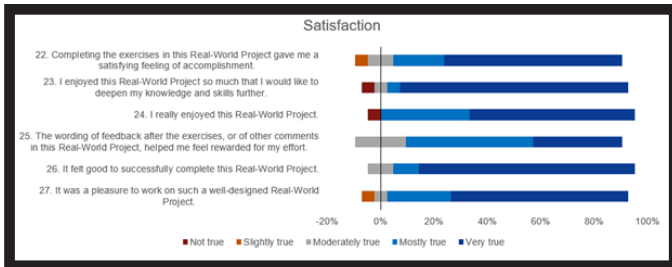 Satisfaction
22. Completing the exercises in this Real-World Project gave me a
satisfying feeling of accomplishment.
23. I enjoyed this Real-World Project so much that I would like to
deepen my knowledge and skills further.
24. I really enjoyed this Real-World Project.
25. The wording of feedback after the exercises, or of other comments
in this Real-World Project, helped me feel rewarded for my effort.
26. It felt good to successfully complete this Real-World Project.
27. It was a pleasure to work on such a well-designed Real-World
Project.
-20% 0% 20% 40% 60% 80% 100%
Not true Slightly true Moderately true Mostly true Very true